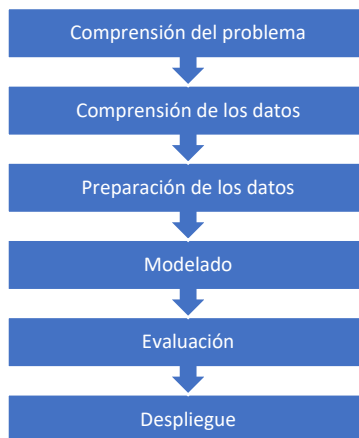 Comprensión del problema
Comprensión de los datos
Preparación de los datos
Modelado
Evaluación
Despliegue